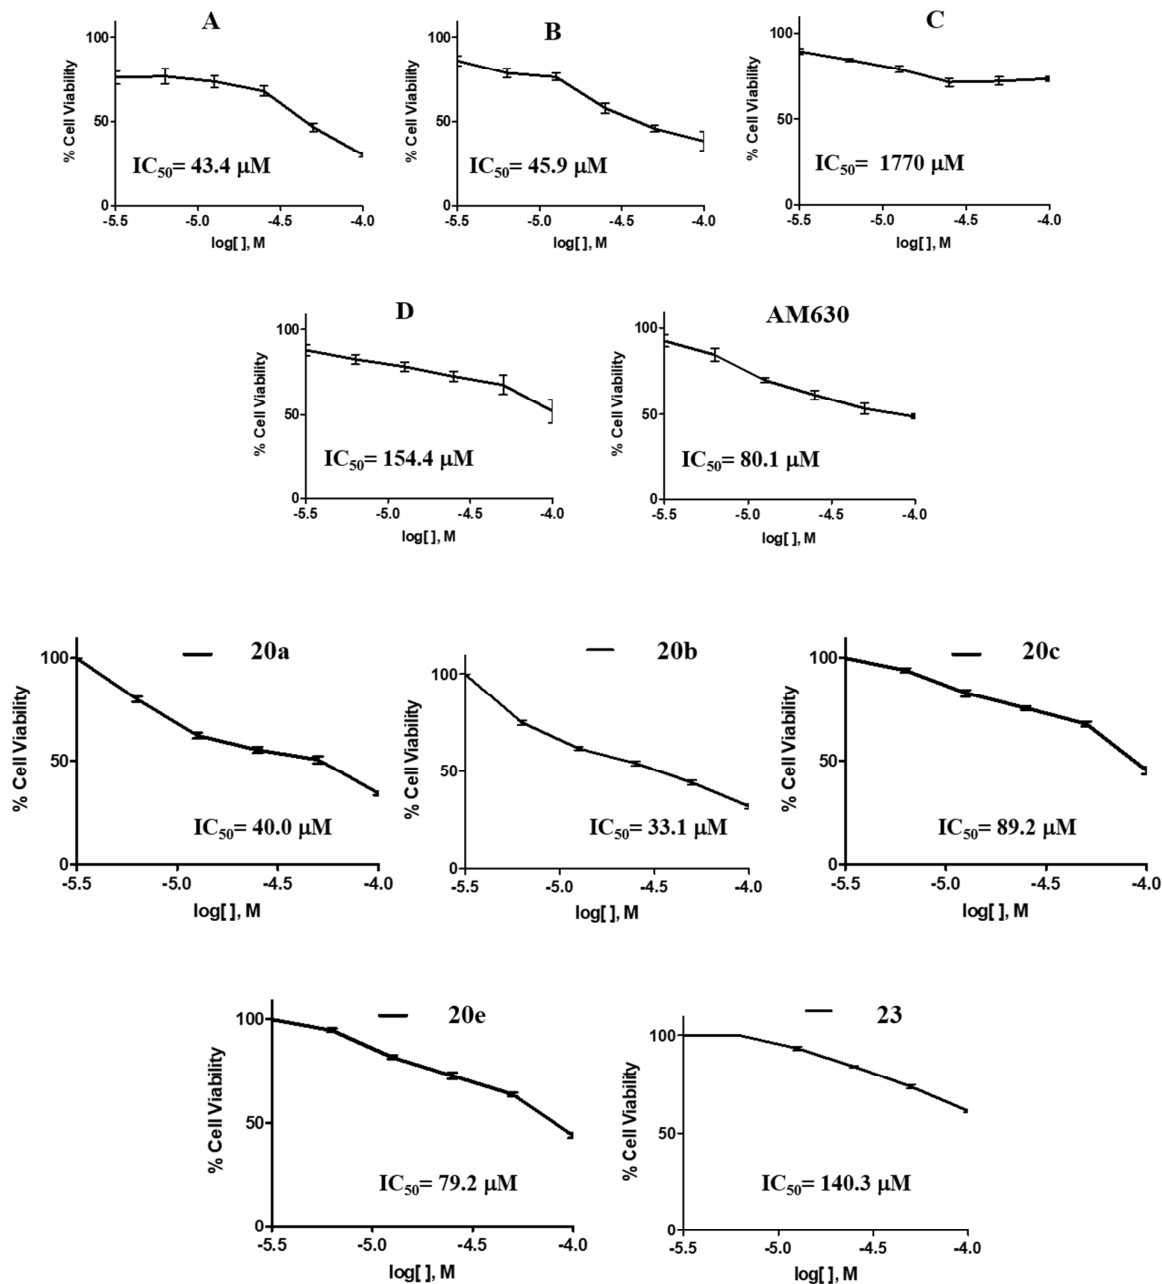 A
% Cell Viability
100
50
0
IC50= 43.4 μM
-5.5 -5.0 -4.5 -4.0
log[ ], M
B
% Cell Viability
100
50
0
IC50= 45.9 μM
-5.5 -5.0 -4.5 -4.0
log[ ], M
C
% Cell Viability
100
50
0
IC50= 1770 μM
-5.5 -5.0 -4.5 -4.0
log[ ], M
D
% Cell Viability
100
50
0
IC50= 154.4 μM
-5.5 -5.0 -4.5 -4.0
log[ ], M
AM630
% Cell Viability
100
50
0
IC50= 80.1 μM
-5.5 -5.0 -4.5 -4.0
log[ ], M
20a
% Cell Viability
100
50
0
IC50= 40.0 μM
-5.5 -5.0 -4.5 -4.0
log[ ], M
20b
% Cell Viability
100
50
0
IC50= 33.1 μM
-5.5 -5.0 -4.5 -4.0
log[ ], M
20c
% Cell Viability
100
50
0
IC50= 89.2 μM
-5.5 -5.0 -4.5 -4.0
log[ ], M
20e
% Cell Viability
100
50
0
IC50= 79.2 μM
-5.5 -5.0 -4.5 -4.0
log[ ], M
23
% Cell Viability
100
50
0
IC50= 140.3 μM
-5.5 -5.0 -4.5 -4.0
log[ ], M